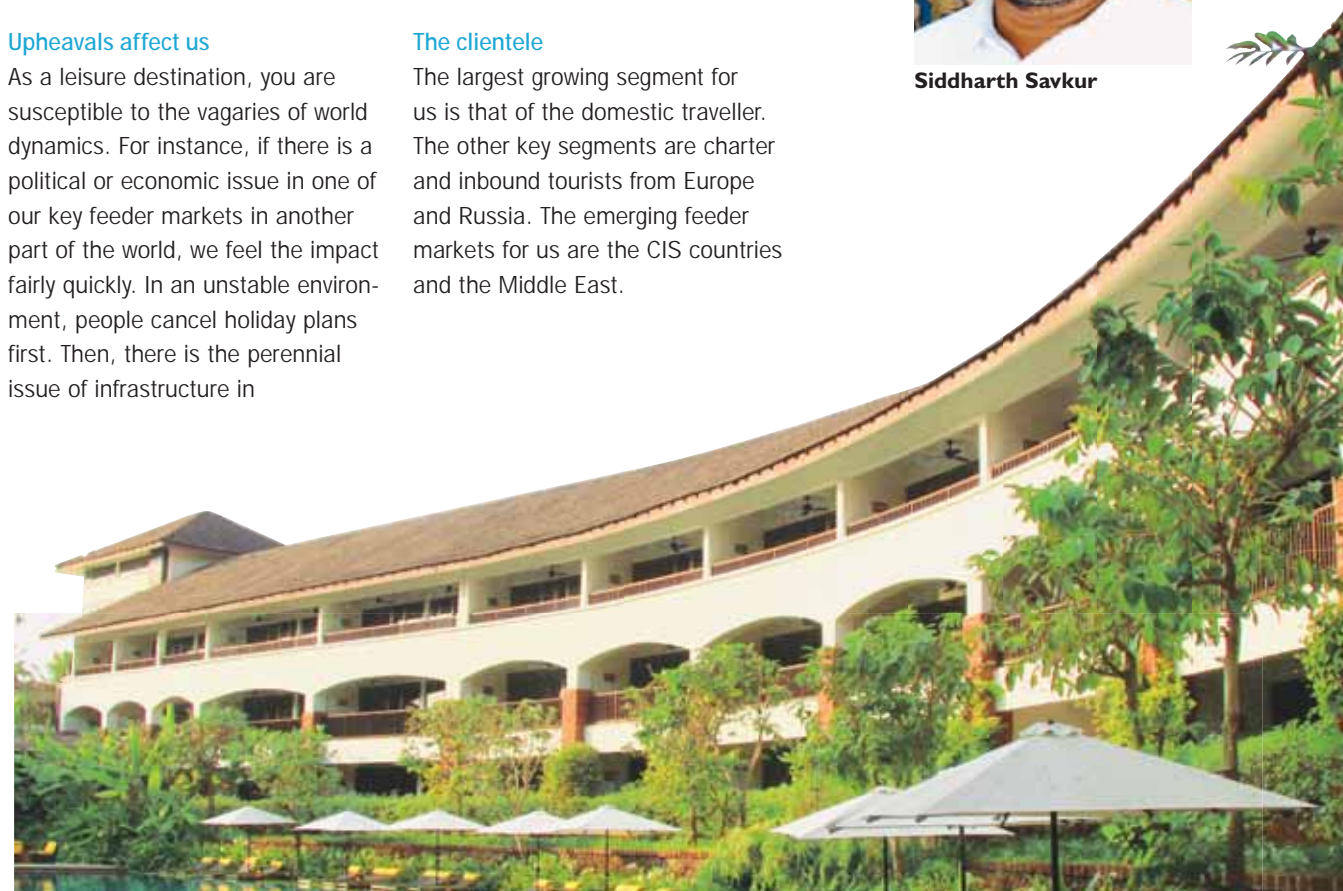 Upheavals affect us
As a leisure destination, you are
susceptible to the vagaries of world
dynamics. For instance, if there is a
political or economic issue in one of
our key feeder markets in another
part of the world, we feel the impact
fairly quickly. In an unstable environ-
ment, people cancel holiday plans
first. Then, there is the perennial
issue of infrastructure in
The clientele
The largest growing segment for
us is that of the domestic traveller.
The other key segments are charter
and inbound tourists from Europe
and Russia. The emerging feeder
markets for us are the CIS countries
and the Middle East.
Siddharth Savkur